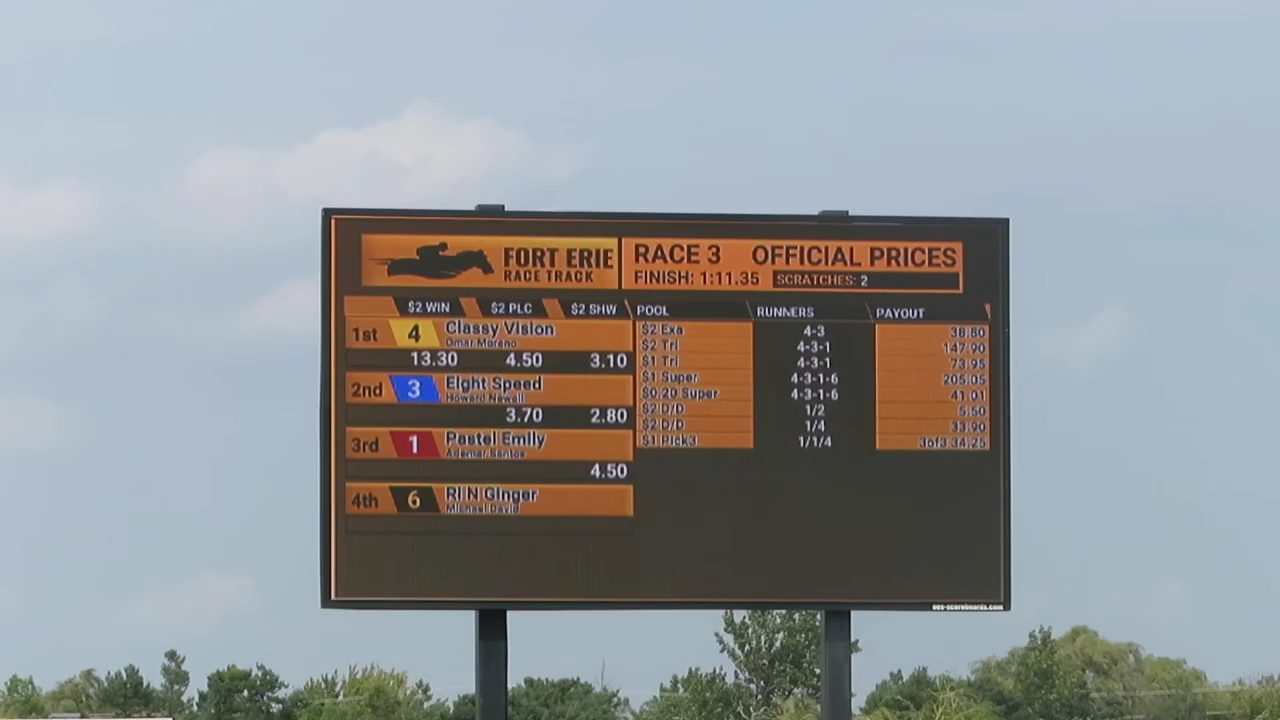 FORT ERIE
RACE TRACK
RACE 3 OFFICIAL PRICES
FINISH: 1:11.35 SCRATCHES: 2
$2 WIN $2 PLC $2 SHW
1st 4 Classy Vision
Omar Moreno
13.30 4.50 3.10
2nd 3 Eight Speed
Howard Newell
3.70 2.80
3rd 1 Pastel Emily
Ademar Santos
4.50
4th 6 RI N Ginger
Michael David
POOL RUNNERS PAYOUT
$2 Exa 4-3 38.80
$2 Tri 4-3-1 147.90
$1 Tri 4-3-1 73.95
$1 Super 4-3-1-6 205.05
$0.20 Super 4-3-1-6 41.01
$2 D/D 1/2 5.50
$2 D/D 1/4 33.90
$1 Pick3 1/1/4 3of3 34.25
oes-scoreboards.com